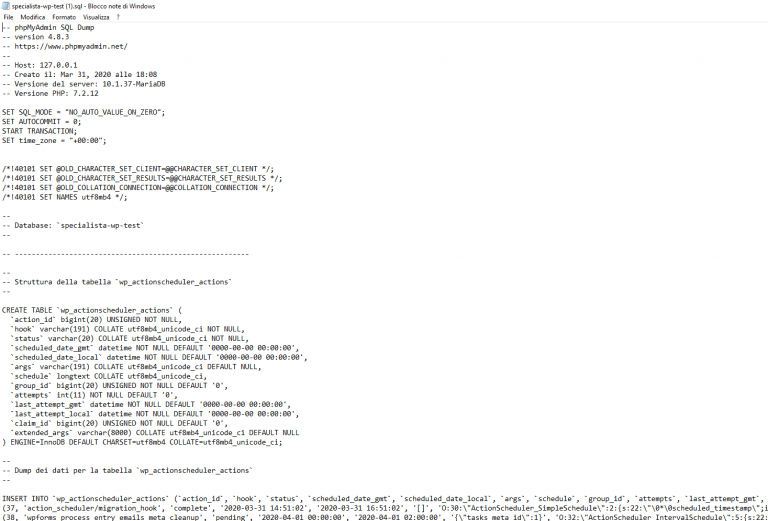 specialista-wp-test (1).sql - Blocco note di Windows
File Modifica Formato Visualizza ?
-- phpMyAdmin SQL Dump
-- version 4.8.3
-- https://www.phpmyadmin.net/
--
-- Host: 127.0.0.1
-- Creato il: Mar 31, 2020 alle 18:08
-- Versione del server: 10.1.37-MariaDB
-- Versione PHP: 7.2.12

SET SQL_MODE = "NO_AUTO_VALUE_ON_ZERO";
SET AUTOCOMMIT = 0;
START TRANSACTION;
SET time_zone = "+00:00";

/*!40101 SET @OLD_CHARACTER_SET_CLIENT=@@CHARACTER_SET_CLIENT */;
/*!40101 SET @OLD_CHARACTER_SET_RESULTS=@@CHARACTER_SET_RESULTS */;
/*!40101 SET @OLD_COLLATION_CONNECTION=@@COLLATION_CONNECTION */;
/*!40101 SET NAMES utf8mb4 */;

--
-- Database: `specialista-wp-test`
--

-- --------------------------------------------------------

--
-- Struttura della tabella `wp_actionscheduler_actions`
--

CREATE TABLE `wp_actionscheduler_actions` (
  `action_id` bigint(20) UNSIGNED NOT NULL,
  `hook` varchar(191) COLLATE utf8mb4_unicode_ci NOT NULL,
  `status` varchar(20) COLLATE utf8mb4_unicode_ci NOT NULL,
  `scheduled_date_gmt` datetime NOT NULL DEFAULT '0000-00-00 00:00:00',
  `scheduled_date_local` datetime NOT NULL DEFAULT '0000-00-00 00:00:00',
  `args` varchar(191) COLLATE utf8mb4_unicode_ci DEFAULT NULL,
  `schedule` longtext COLLATE utf8mb4_unicode_ci,
  `group_id` bigint(20) UNSIGNED NOT NULL DEFAULT '0',
  `attempts` int(11) NOT NULL DEFAULT '0',
  `last_attempt_gmt` datetime NOT NULL DEFAULT '0000-00-00 00:00:00',
  `last_attempt_local` datetime NOT NULL DEFAULT '0000-00-00 00:00:00',
  `claim_id` bigint(20) UNSIGNED NOT NULL DEFAULT '0',
  `extended_args` varchar(8000) COLLATE utf8mb4_unicode_ci DEFAULT NULL
) ENGINE=InnoDB DEFAULT CHARSET=utf8mb4 COLLATE=utf8mb4_unicode_ci;

--
-- Dump dei dati per la tabella `wp_actionscheduler_actions`
--

INSERT INTO `wp_actionscheduler_actions` (`action_id`, `hook`, `status`, `scheduled_date_gmt`, `scheduled_date_local`, `args`, `schedule`, `group_id`, `attempts`, `last_attempt_gmt`,
(37, 'action_scheduler/migration_hook', 'complete', '2020-03-31 14:51:02', '2020-03-31 16:51:02', '[]', 'O:30:\"ActionScheduler_SimpleSchedule\":2:{s:22:\"\0*\0scheduled_timestamp\";i
(38, 'wpforms_process_entry_emails_meta_cleanup', 'pending', '2020-04-01 00:00:00', '2020-04-01 02:00:00', '{\"tasks_meta_id\":1}', 'O:32:\"ActionScheduler_IntervalSchedule\":5:{s:22: